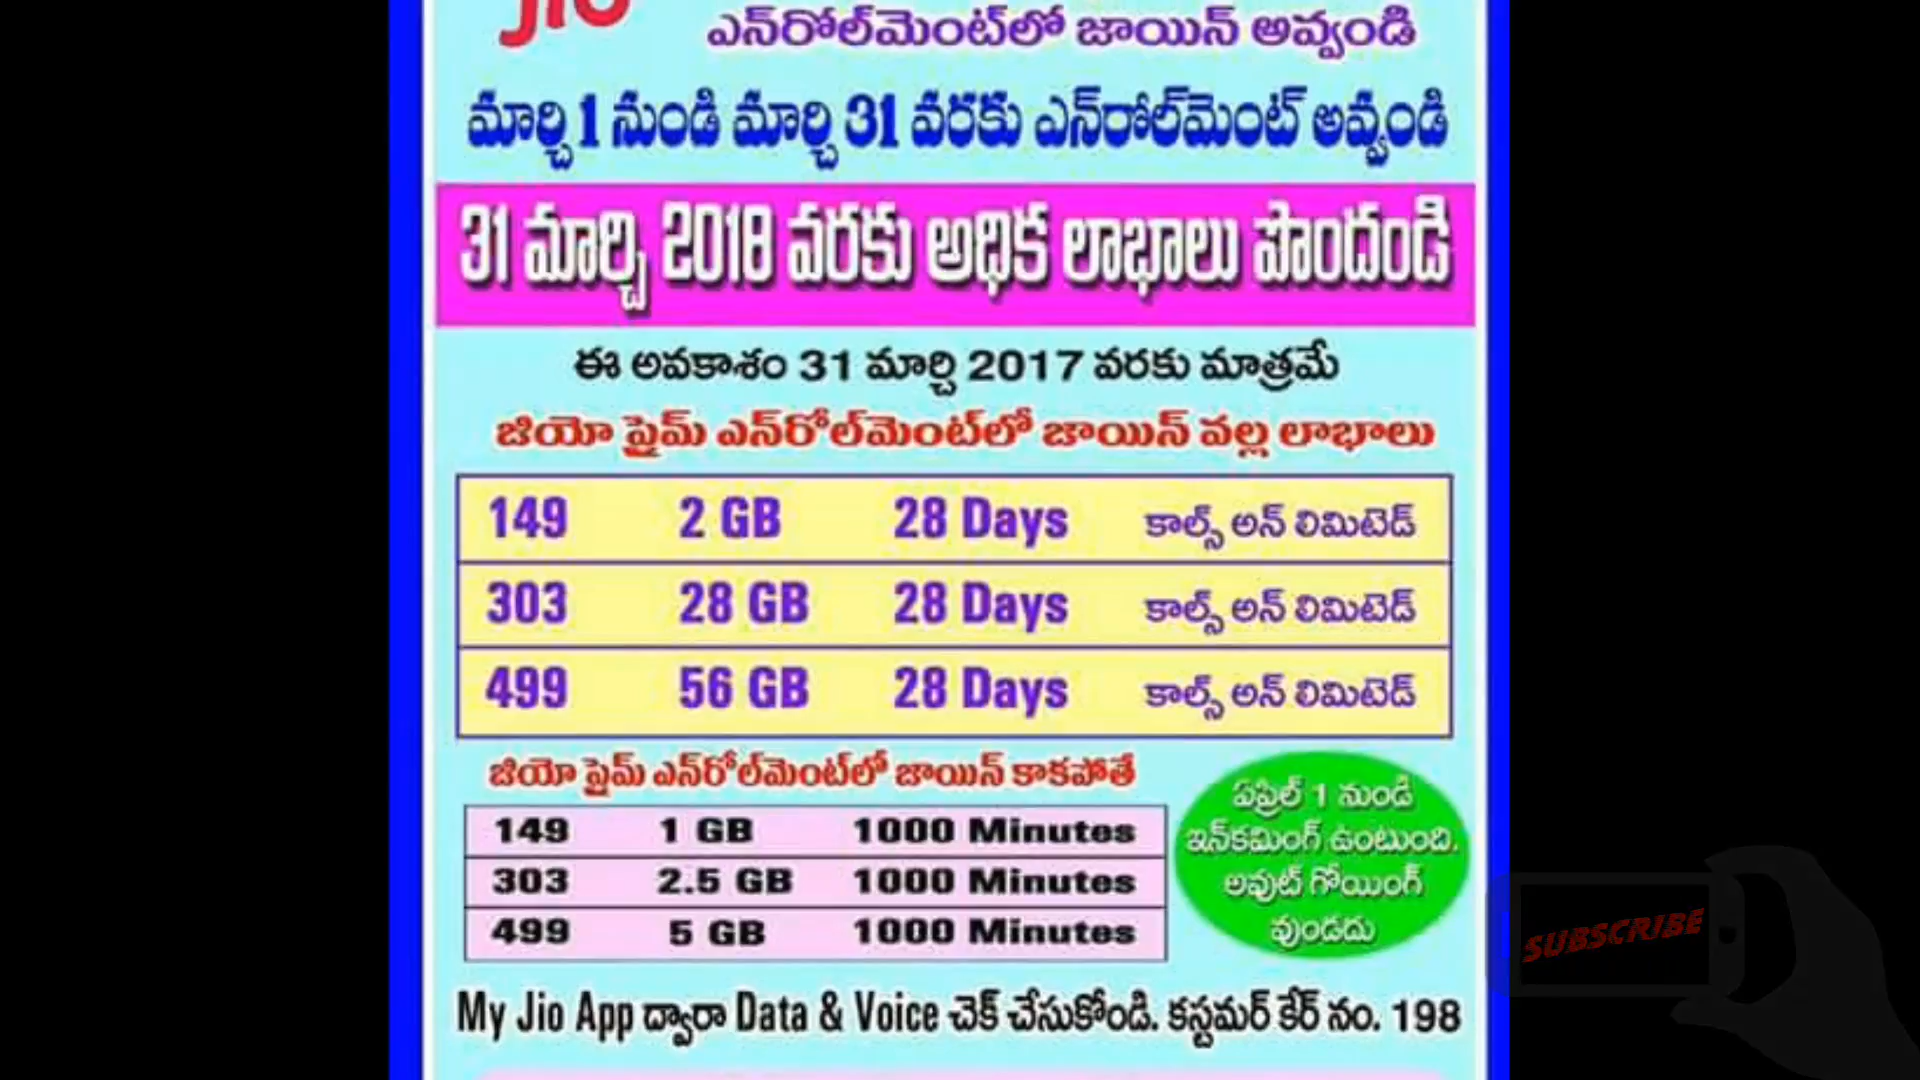 Jio
ఎన్‌రోల్‌మెంట్‌లో జాయిన్ అవ్వండి
మార్చి 1 నుండి మార్చి 31 వరకు ఎన్‌రోల్‌మెంట్ అవ్వండి
31 మార్చి 2018 వరకు అధిక లాభాలు పొందండి
ఈ అవకాశం 31 మార్చి 2017 వరకు మాత్రమే
జియో ప్రైమ్ ఎన్‌రోల్‌మెంట్‌లో జాయిన్ వల్ల లాభాలు
149 2 GB 28 Days కాల్స్ అన్ లిమిటెడ్
303 28 GB 28 Days కాల్స్ అన్ లిమిటెడ్
499 56 GB 28 Days కాల్స్ అన్ లిమిటెడ్
జియో ప్రైమ్ ఎన్‌రోల్‌మెంట్‌లో జాయిన్ కాకపోతే
149 1 GB 1000 Minutes
303 2.5 GB 1000 Minutes
499 5 GB 1000 Minutes
ఏప్రిల్ 1 నుండి
ఇన్‌కమింగ్ ఉంటుంది.
అవుట్ గోయింగ్
వుండదు
My Jio App ద్వారా Data & Voice చెక్ చేసుకోండి. కస్టమర్ కేర్ నం. 198
SUBSCRIBE